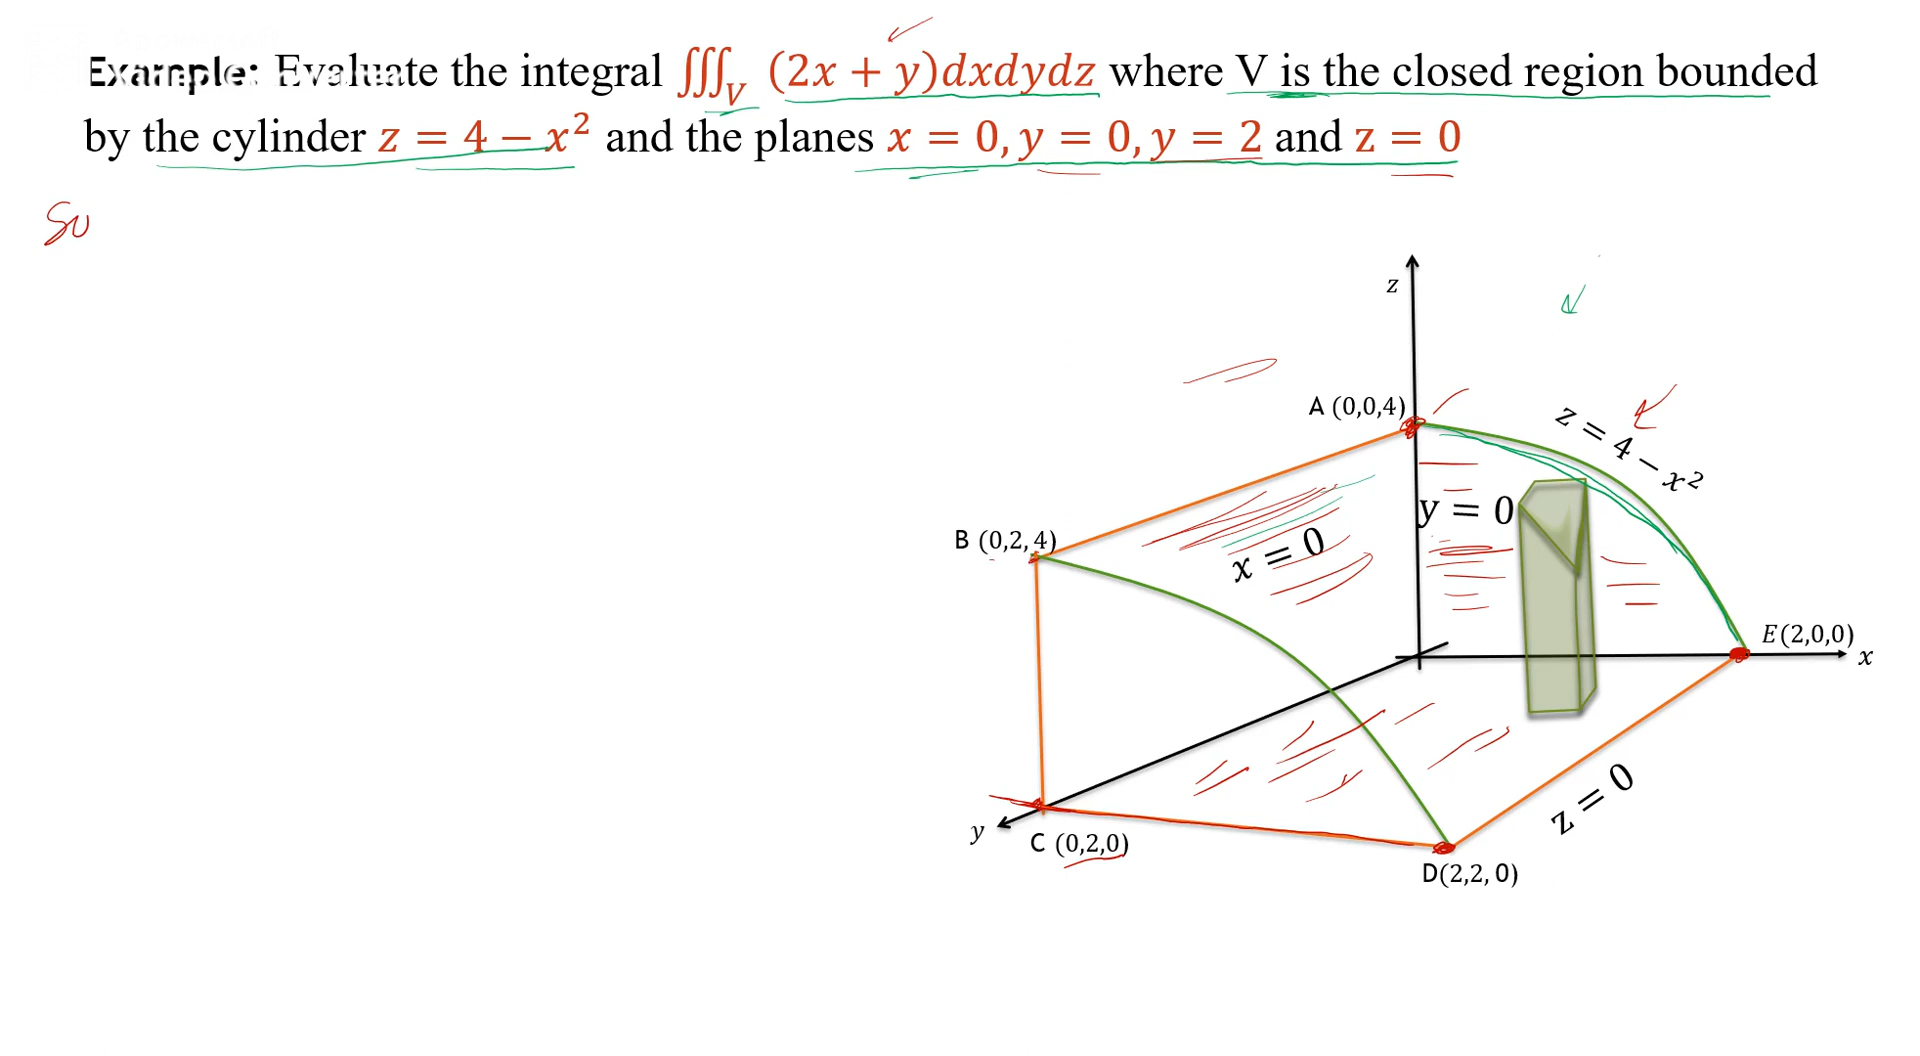 Example: Evaluate the integral ∭_V (2x + y)dxdydz where V is the closed region bounded
by the cylinder z = 4 − x² and the planes x = 0, y = 0, y = 2 and z = 0
So
z
A (0,0,4)
z = 4 − x²
y = 0
B (0,2,4)
x = 0
E(2,0,0)
x
z = 0
y
C (0,2,0)
D(2,2,0)